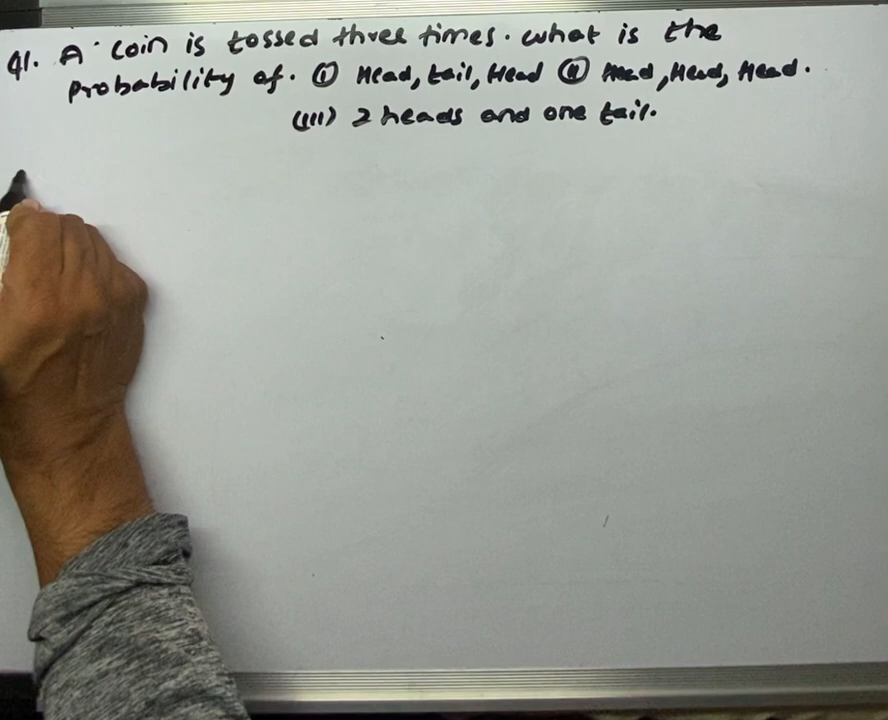 Q1. A coin is tossed three times. what is the
probability of. (i) Head, tail, Head (ii) Head, Head, Head.
(iii) 2 heads and one tail.